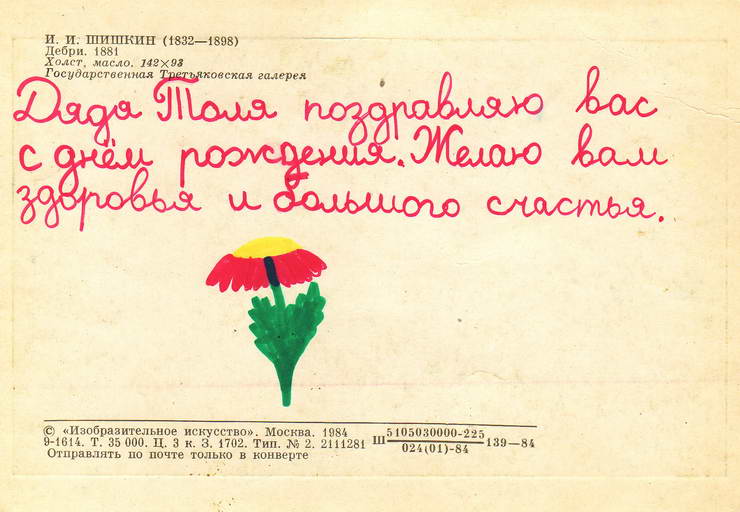 И. И. ШИШКИН (1832—1898)
Дебри. 1881
Холст, масло. 142×93
Государственная Третьяковская галерея
Дядя Толя поздравляю вас
с днём рождения. Желаю вам
здоровья и большого счастья.
© «Изобразительное искусство». Москва. 1984
9-1614. Т. 35 000. Ц. 3 к. З. 1702. Тип. № 2. 2111281 Ш 5105030000-225 / 024(01)-84 139—84
Отправлять по почте только в конверте